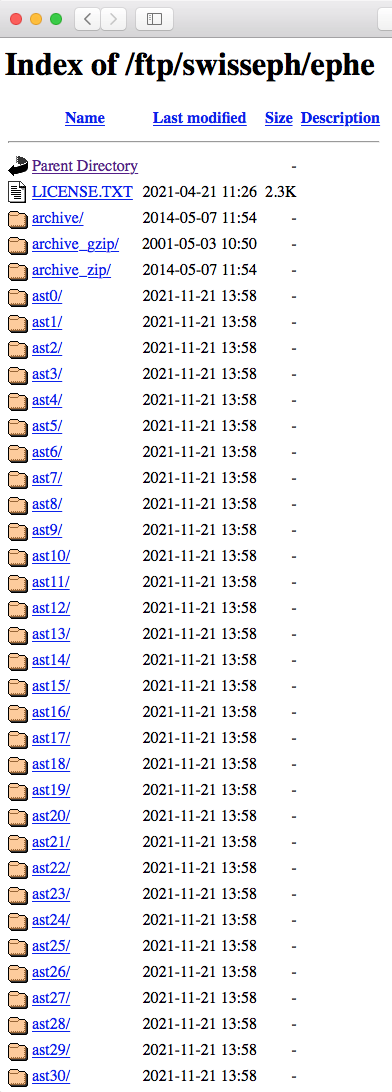 Index of /ftp/swisseph/ephe
Name Last modified Size Description
Parent Directory -
LICENSE.TXT 2021-04-21 11:26 2.3K
archive/ 2014-05-07 11:54 -
archive_gzip/ 2001-05-03 10:50 -
archive_zip/ 2014-05-07 11:54 -
ast0/ 2021-11-21 13:58 -
ast1/ 2021-11-21 13:58 -
ast2/ 2021-11-21 13:58 -
ast3/ 2021-11-21 13:58 -
ast4/ 2021-11-21 13:58 -
ast5/ 2021-11-21 13:58 -
ast6/ 2021-11-21 13:58 -
ast7/ 2021-11-21 13:58 -
ast8/ 2021-11-21 13:58 -
ast9/ 2021-11-21 13:58 -
ast10/ 2021-11-21 13:58 -
ast11/ 2021-11-21 13:58 -
ast12/ 2021-11-21 13:58 -
ast13/ 2021-11-21 13:58 -
ast14/ 2021-11-21 13:58 -
ast15/ 2021-11-21 13:58 -
ast16/ 2021-11-21 13:58 -
ast17/ 2021-11-21 13:58 -
ast18/ 2021-11-21 13:58 -
ast19/ 2021-11-21 13:58 -
ast20/ 2021-11-21 13:58 -
ast21/ 2021-11-21 13:58 -
ast22/ 2021-11-21 13:58 -
ast23/ 2021-11-21 13:58 -
ast24/ 2021-11-21 13:58 -
ast25/ 2021-11-21 13:58 -
ast26/ 2021-11-21 13:58 -
ast27/ 2021-11-21 13:58 -
ast28/ 2021-11-21 13:58 -
ast29/ 2021-11-21 13:58 -
ast30/ 2021-11-21 13:58 -